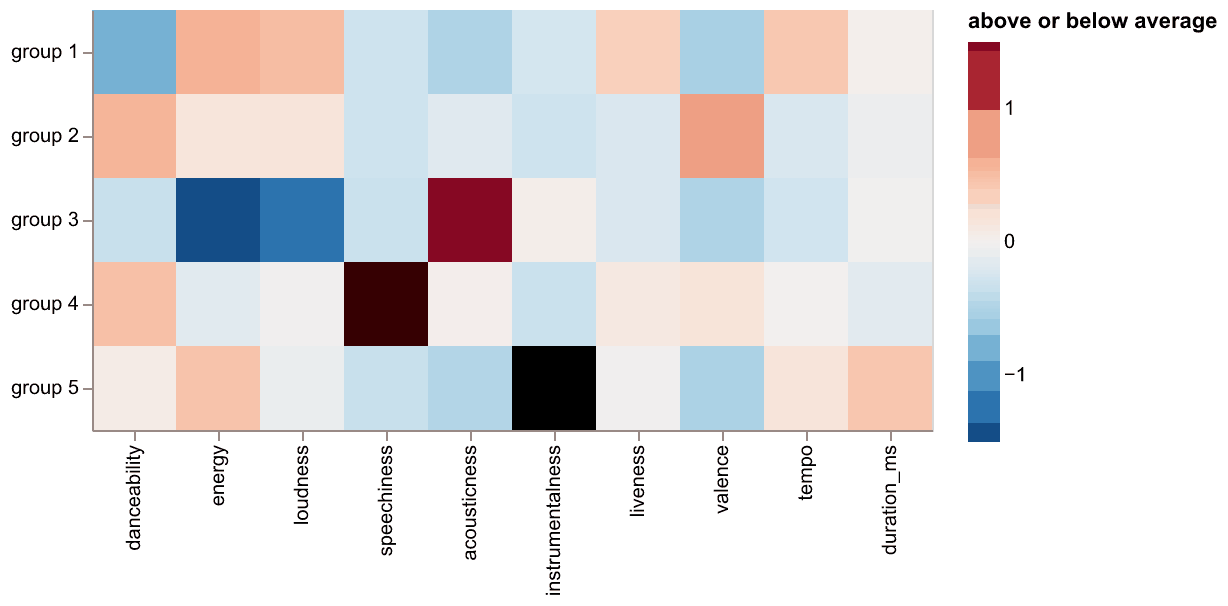 above or below average
group 1
group 2
group 3
group 4
group 5
1
0
−1
danceability
energy
loudness
speechiness
acousticness
instrumentalness
liveness
valence
tempo
duration_ms